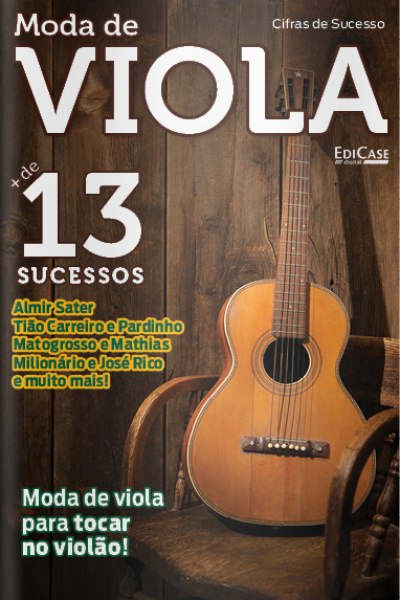 Moda de
Cifras de Sucesso
VIOLA
EDICASE
digital
+ de
13
SUCESSOS
Almir Sater
Tião Carreiro e Pardinho
Matogrosso e Mathias
Milionário e José Rico
e muito mais!
Moda de viola
para tocar
no violão!